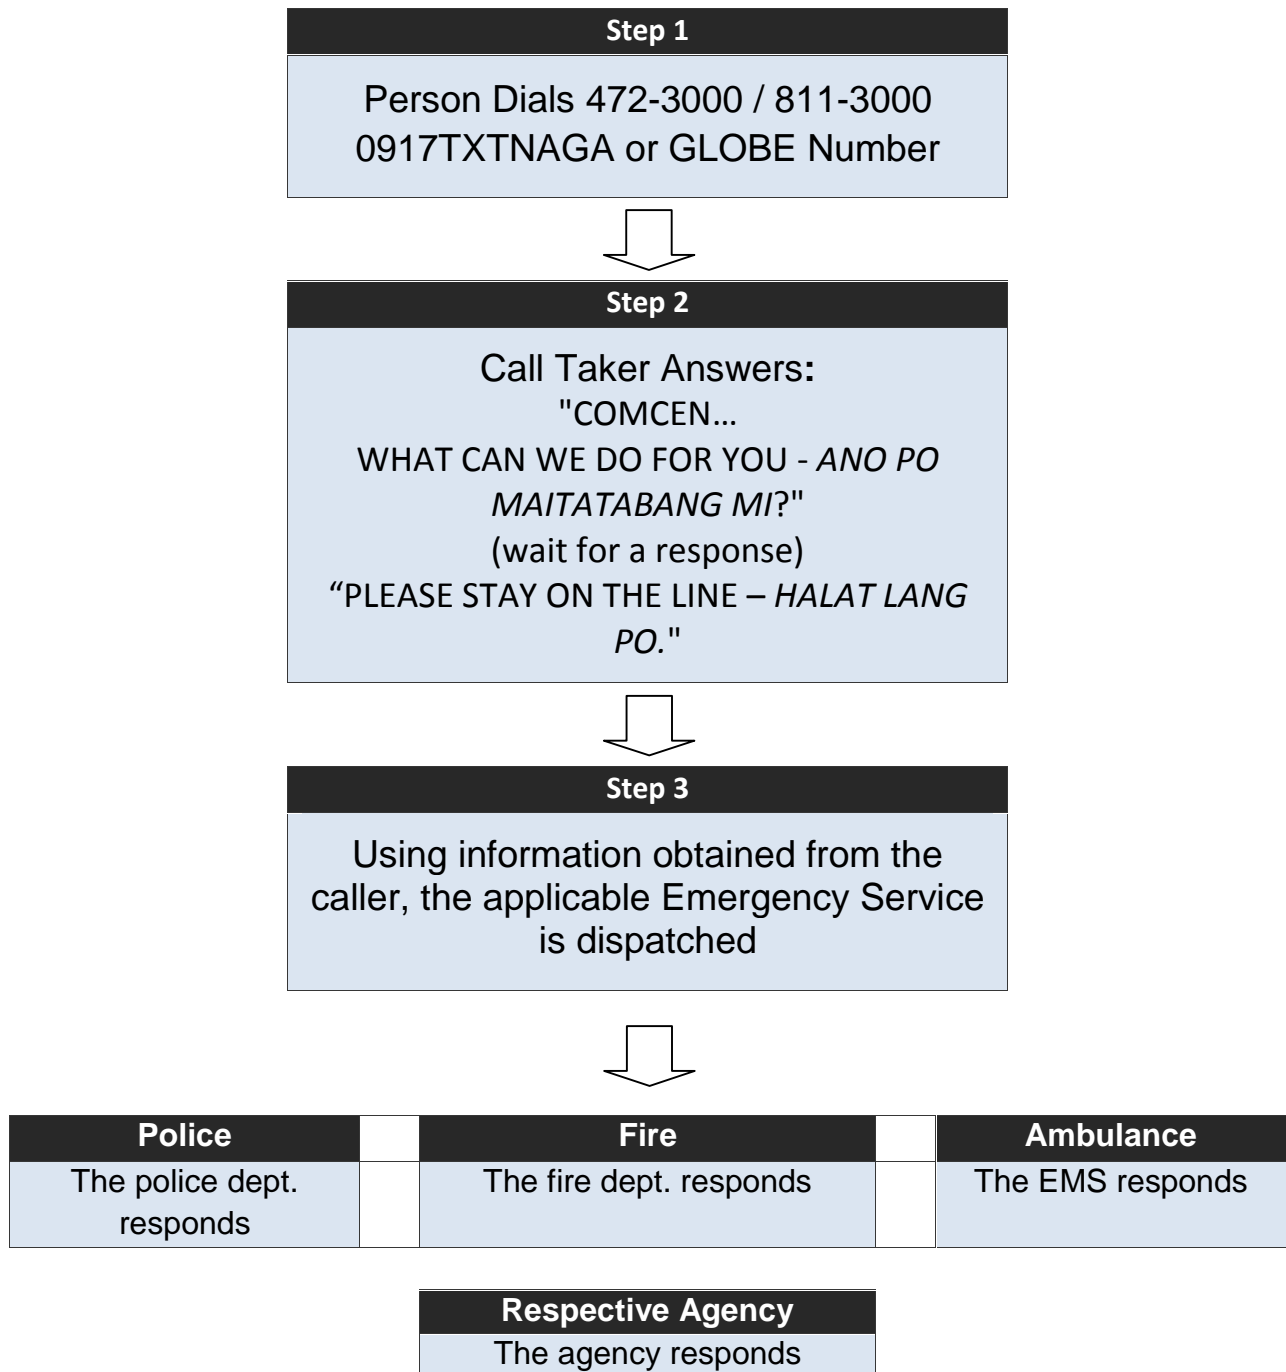 Step 1
Person Dials 472-3000 / 811-3000
0917TXTNAGA or GLOBE Number
Step 2
Call Taker Answers:
"COMCEN…
WHAT CAN WE DO FOR YOU - ANO PO
MAITATABANG MI?"
(wait for a response)
“PLEASE STAY ON THE LINE – HALAT LANG
PO."
Step 3
Using information obtained from the
caller, the applicable Emergency Service
is dispatched
Police
The police dept.
responds
Fire
The fire dept. responds
Ambulance
The EMS responds
Respective Agency
The agency responds